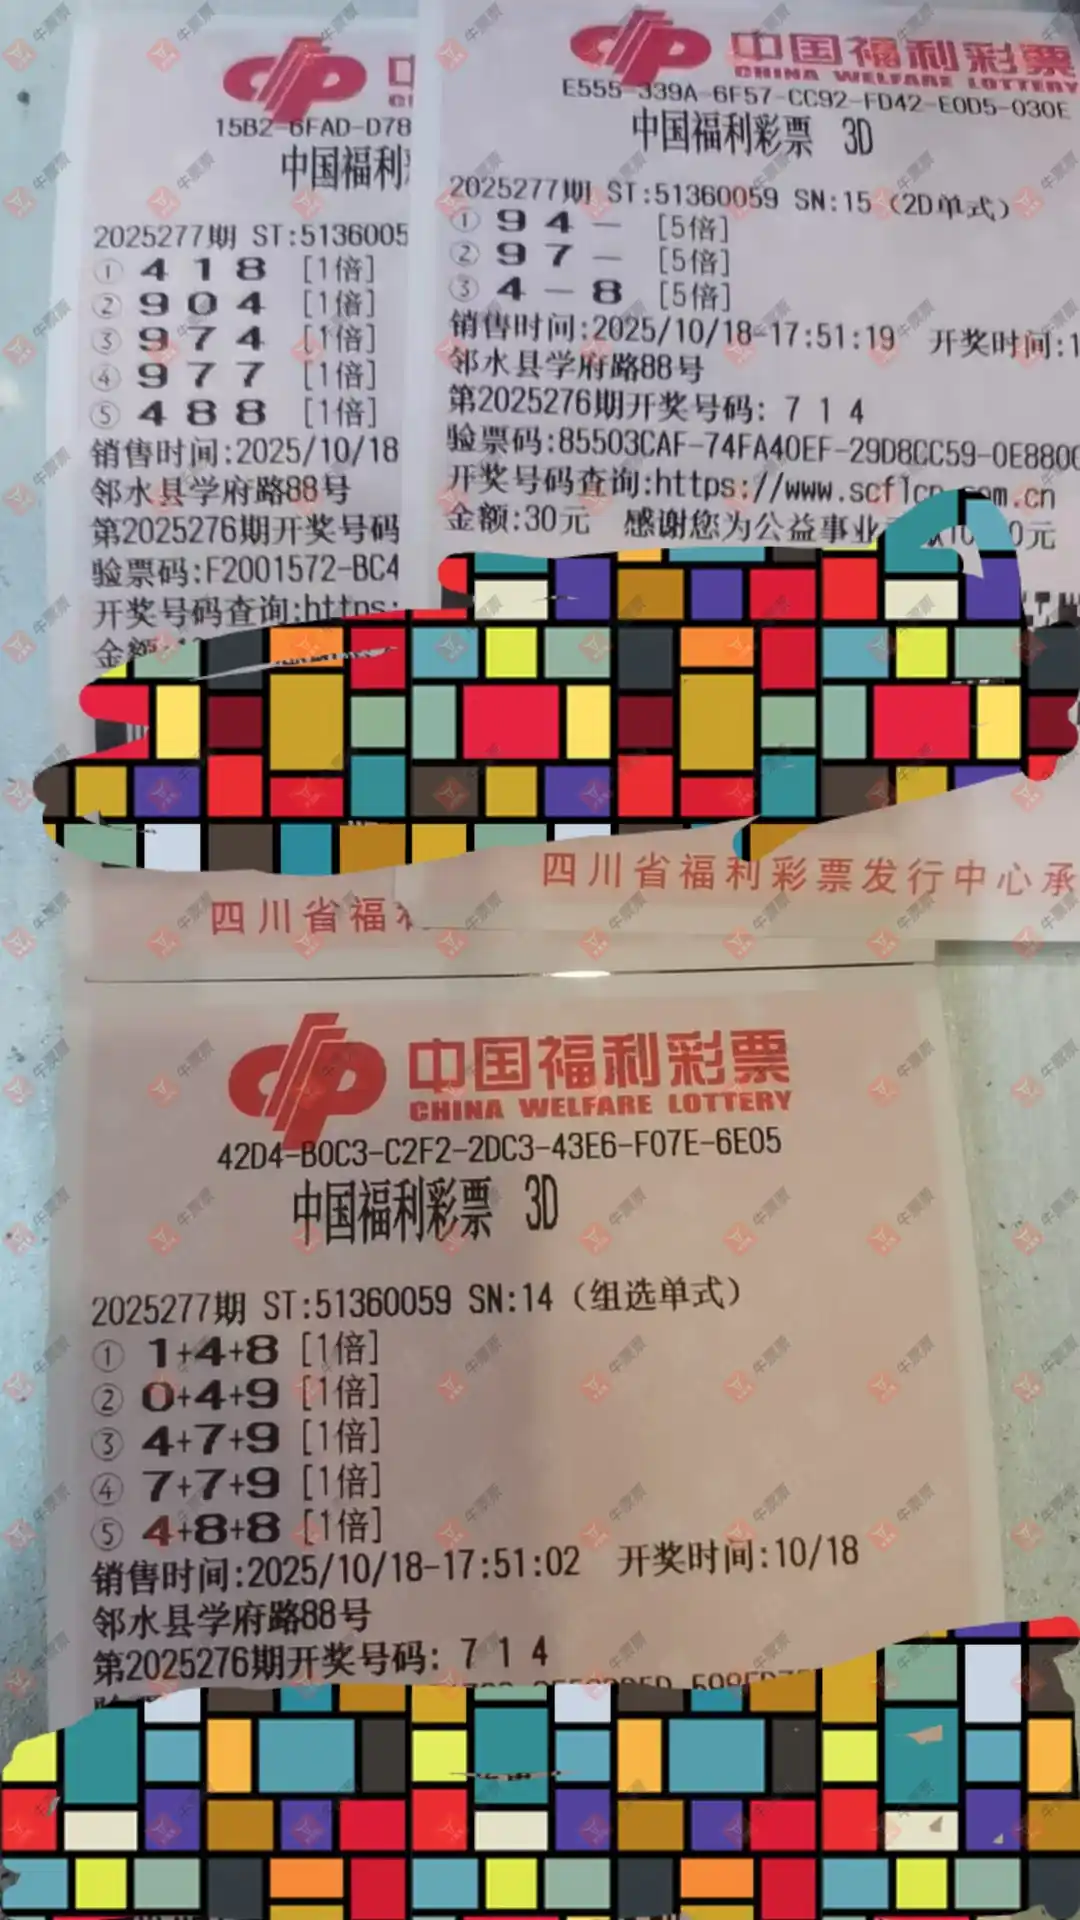 中
15B2-6FAD-D78
中国福利
2025277期 ST:5136005
① 4 1 8 [1倍]
② 9 0 4 [1倍]
③ 9 7 4 [1倍]
④ 9 7 7 [1倍]
⑤ 4 8 8 [1倍]
销售时间:2025/10/18
邻水县学府路88号
第2025276期开奖号码
验票码:F2001572-BC4
开奖号码查询:https:
四川省福
中国福利彩票
CHINA WELFARE LOTTERY
E555-339A-6F57-CC92-FD42-E0D5-030E
中国福利彩票 3D
2025277期 ST:51360059 SN:15 (2D单式)
① 9 4 – [5倍]
② 9 7 – [5倍]
③ 4 – 8 [5倍]
销售时间:2025/10/18-17:51:19 开奖时间:1
邻水县学府路88号
第2025276期开奖号码: 7 1 4
验票码:85503CAF-74FA40EF-29D8CC59-0E880
开奖号码查询:https://www.scflcp.com.cn
金额:30元 感谢您为公益事业
四川省福利彩票发行中心承
中国福利彩票
CHINA WELFARE LOTTERY
42D4-B0C3-C2F2-2DC3-43E6-F07E-6E05
中国福利彩票 3D
2025277期 ST:51360059 SN:14 (组选单式)
① 1+4+8 [1倍]
② 0+4+9 [1倍]
③ 4+7+9 [1倍]
④ 7+7+9 [1倍]
⑤ 4+8+8 [1倍]
销售时间:2025/10/18-17:51:02 开奖时间:10/18
邻水县学府路88号
第2025276期开奖号码: 7 1 4
牛票票